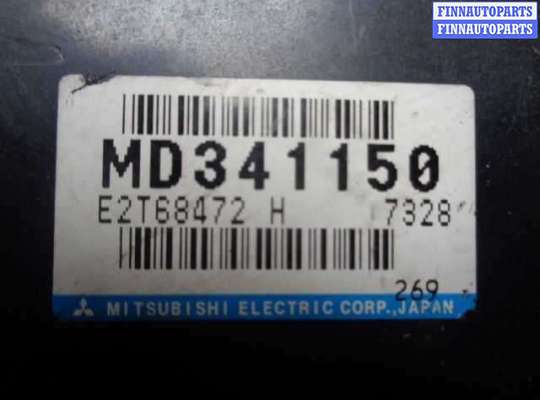 FINNAUTOPARTS
FINNAUTOPARTS
MD341150
E2T68472 H 7328
269
MITSUBISHI ELECTRIC CORP., JAPAN